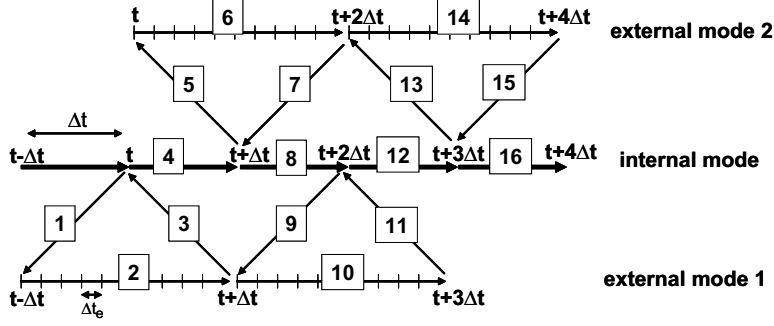 t 6 t+2Δt 14 t+4Δt external mode 2
5 7 13 15
Δt
t-Δt t 4 t+Δt 8 t+2Δt 12 t+3Δt 16 t+4Δt internal mode
1 3 9 11
2 10 external mode 1
t-Δt Δte t+Δt t+3Δt